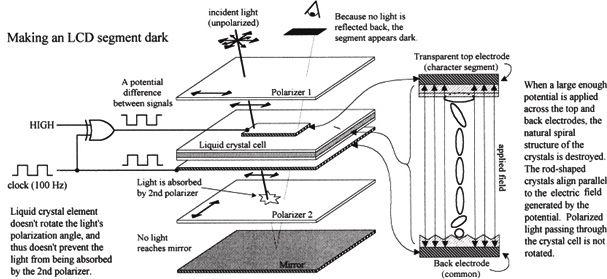 Making an LCD segment dark
incident light
(unpolarized)
Because no light is
reflected back, the
segment appears dark.
A potential
difference
between signals
Polarizer 1
HIGH
Liquid crystal cell
clock (100 Hz)
Light is absorbed
by 2nd polarizer
Polarizer 2
Liquid crystal element
doesn't rotate the light's
polarization angle, and
thus doesn't prevent the
light from being absorbed
by the 2nd polarizer.
No light
reaches mirror
Mirror
Transparent top electrode
(character segment)
applied field
Back electrode
(common)
When a large enough
potential is applied
across the top and
back electrodes, the
natural spiral
structure of the
crystals is destroyed.
The rod-shaped
crystals align parallel
to the electric field
generated by the
potential. Polarized
light passing through
the crystal cell is not
rotated.